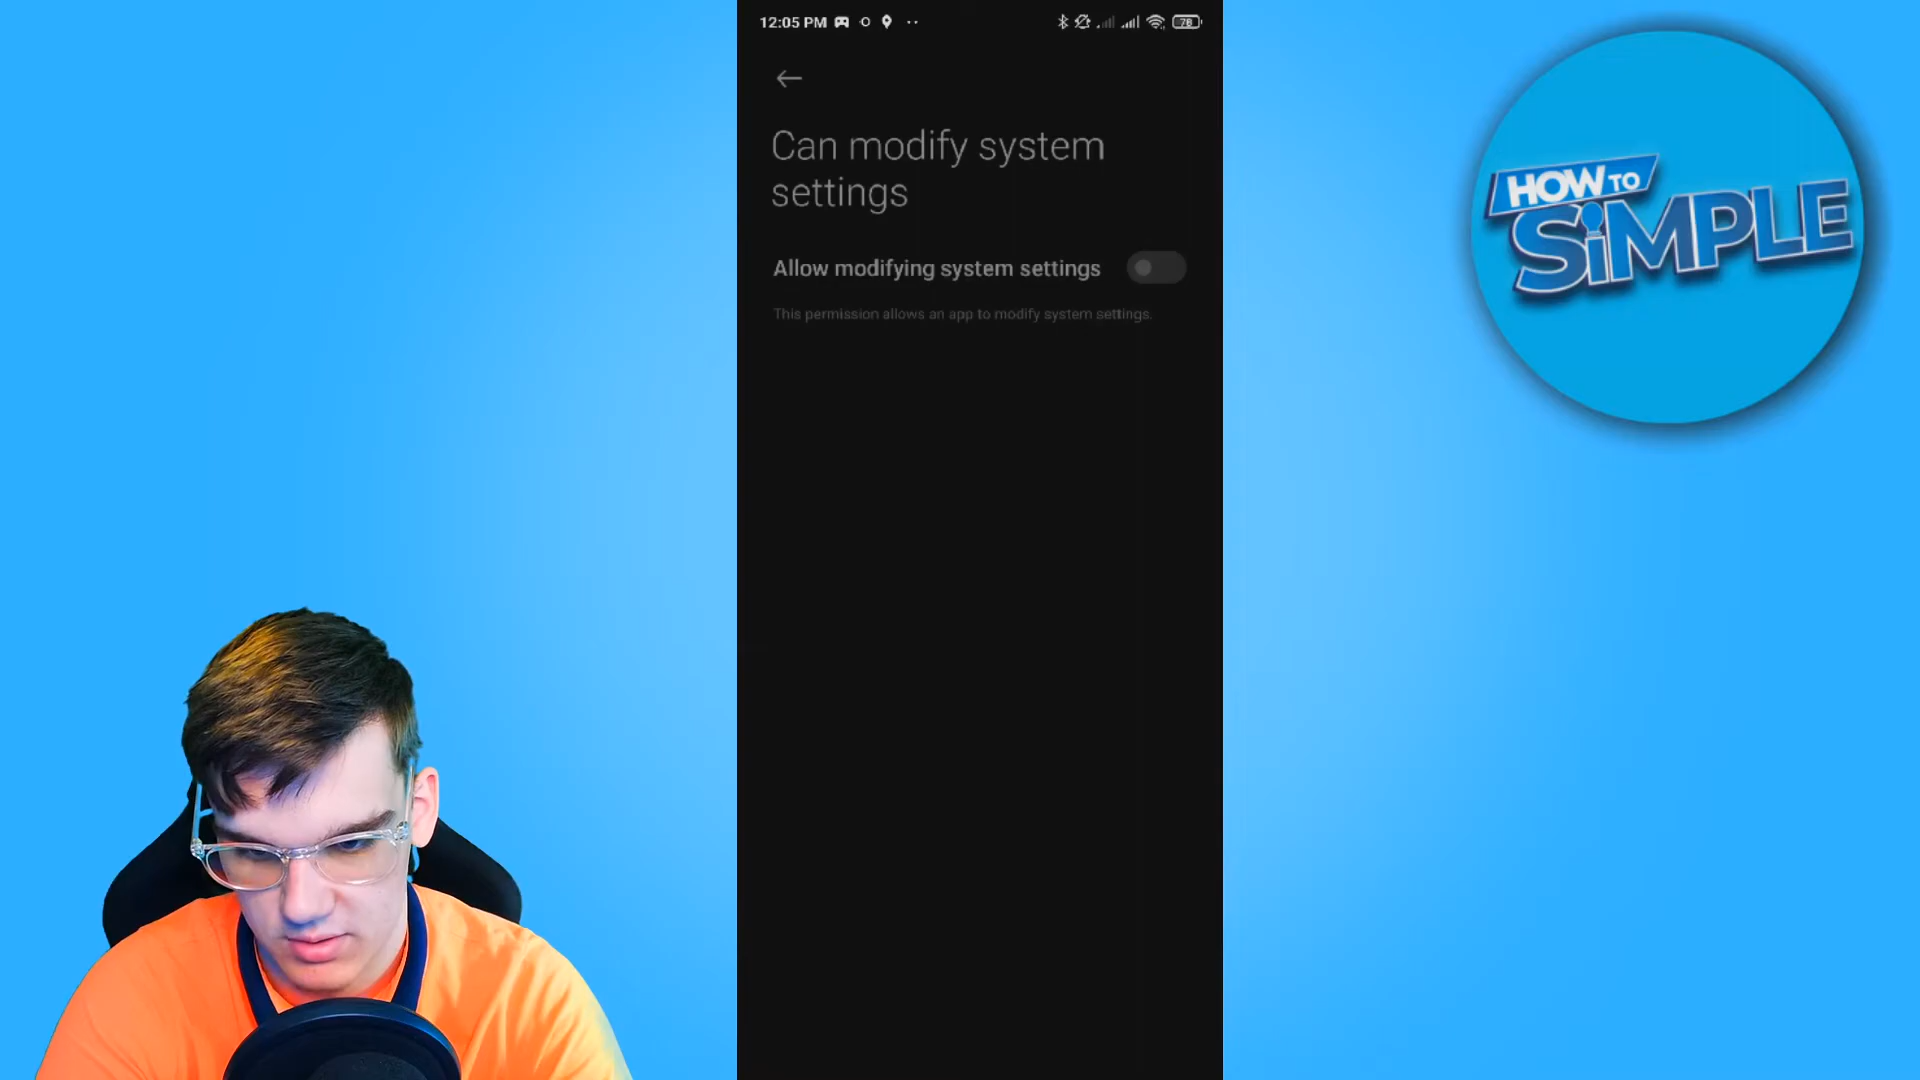 12:05 PM
78
Can modify system
settings
Allow modifying system settings
This permission allows an app to modify system settings.
HOW TO
SiMPLE